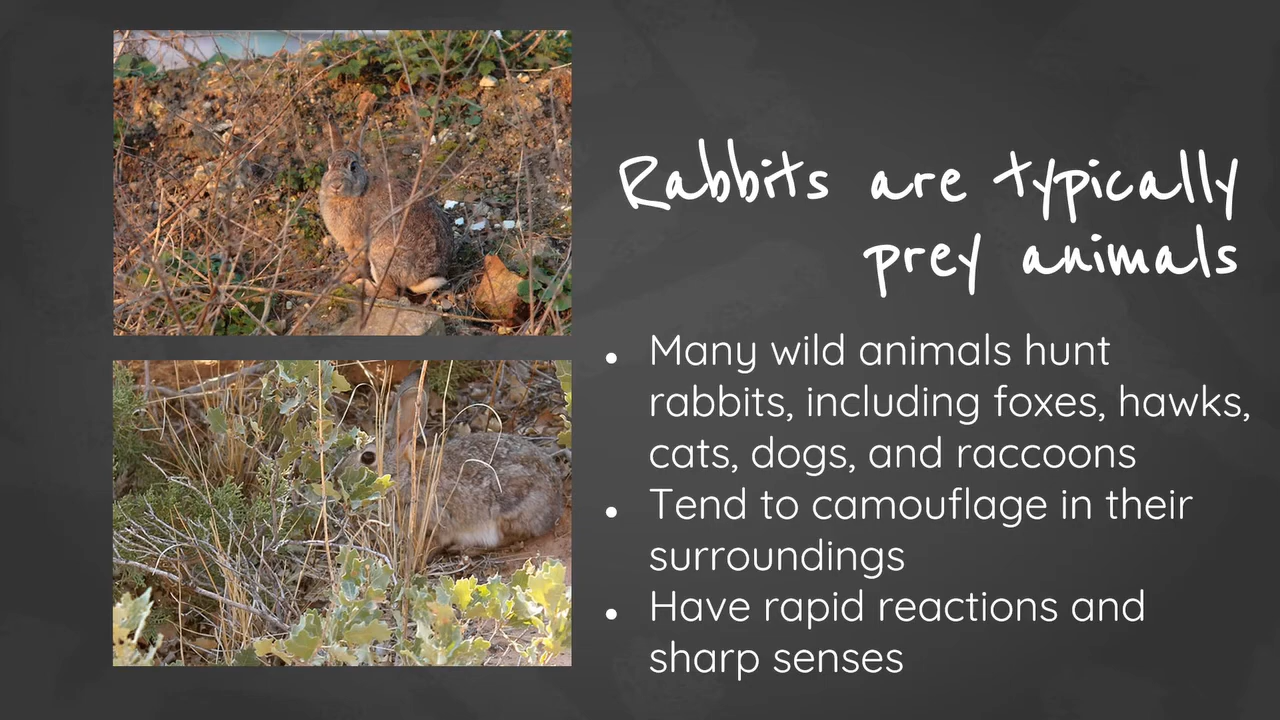 Rabbits are typically
prey animals
• Many wild animals hunt
rabbits, including foxes, hawks,
cats, dogs, and raccoons
• Tend to camouflage in their
surroundings
• Have rapid reactions and
sharp senses